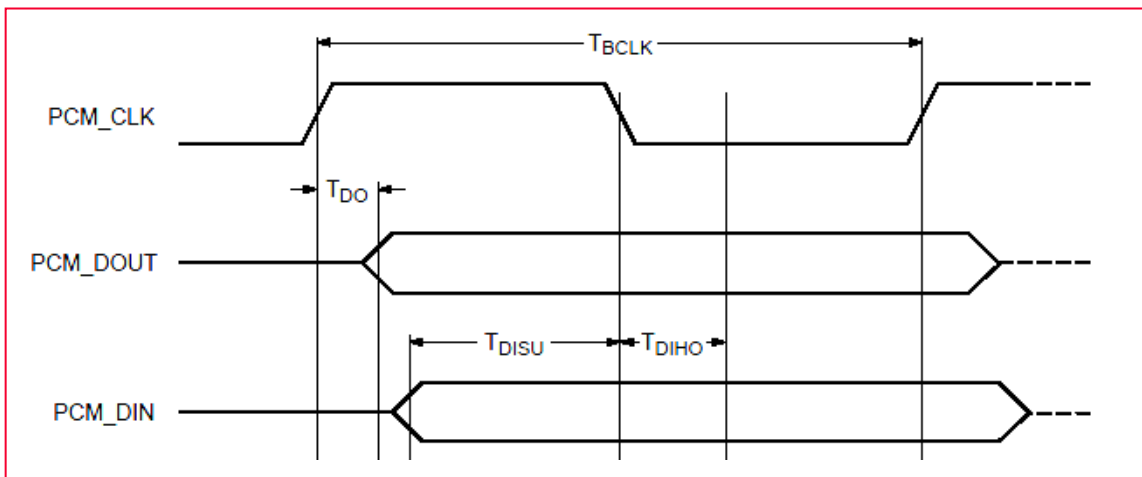 TBCLK
PCM_CLK
TDO
PCM_DOUT
TDISU
TDIHO
PCM_DIN